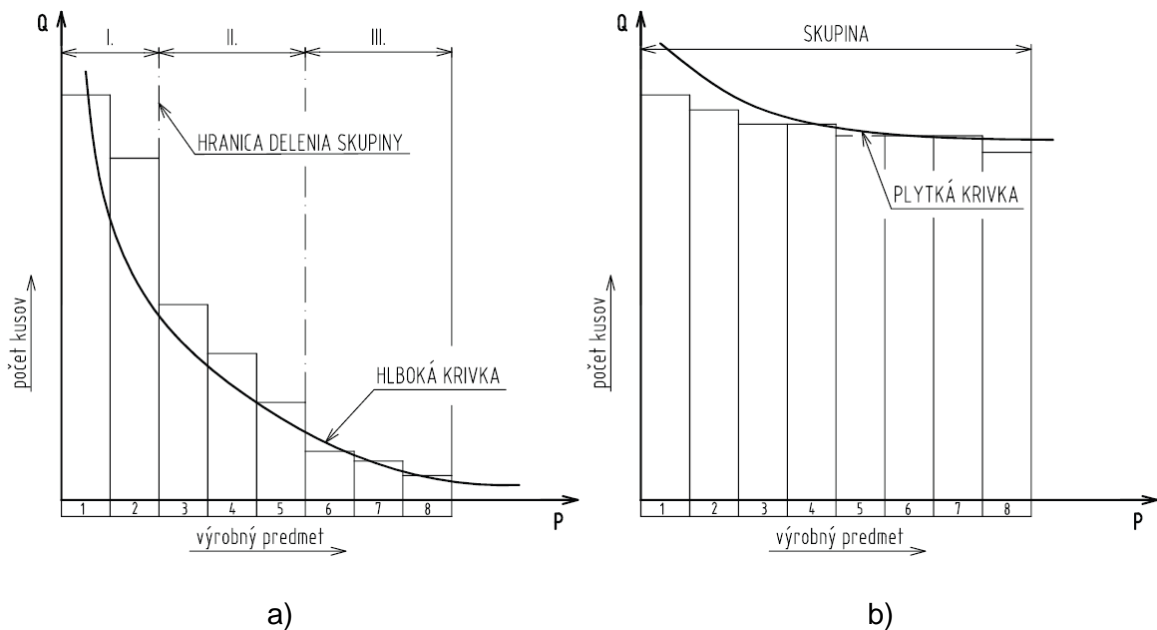 Q
I.
II.
III.
HRANICA DELENIA SKUPINY
HLBOKÁ KRIVKA
počet kusov
1 2 3 4 5 6 7 8
P
výrobný predmet
a)
Q
SKUPINA
PLYTKÁ KRIVKA
počet kusov
1 2 3 4 5 6 7 8
P
výrobný predmet
b)